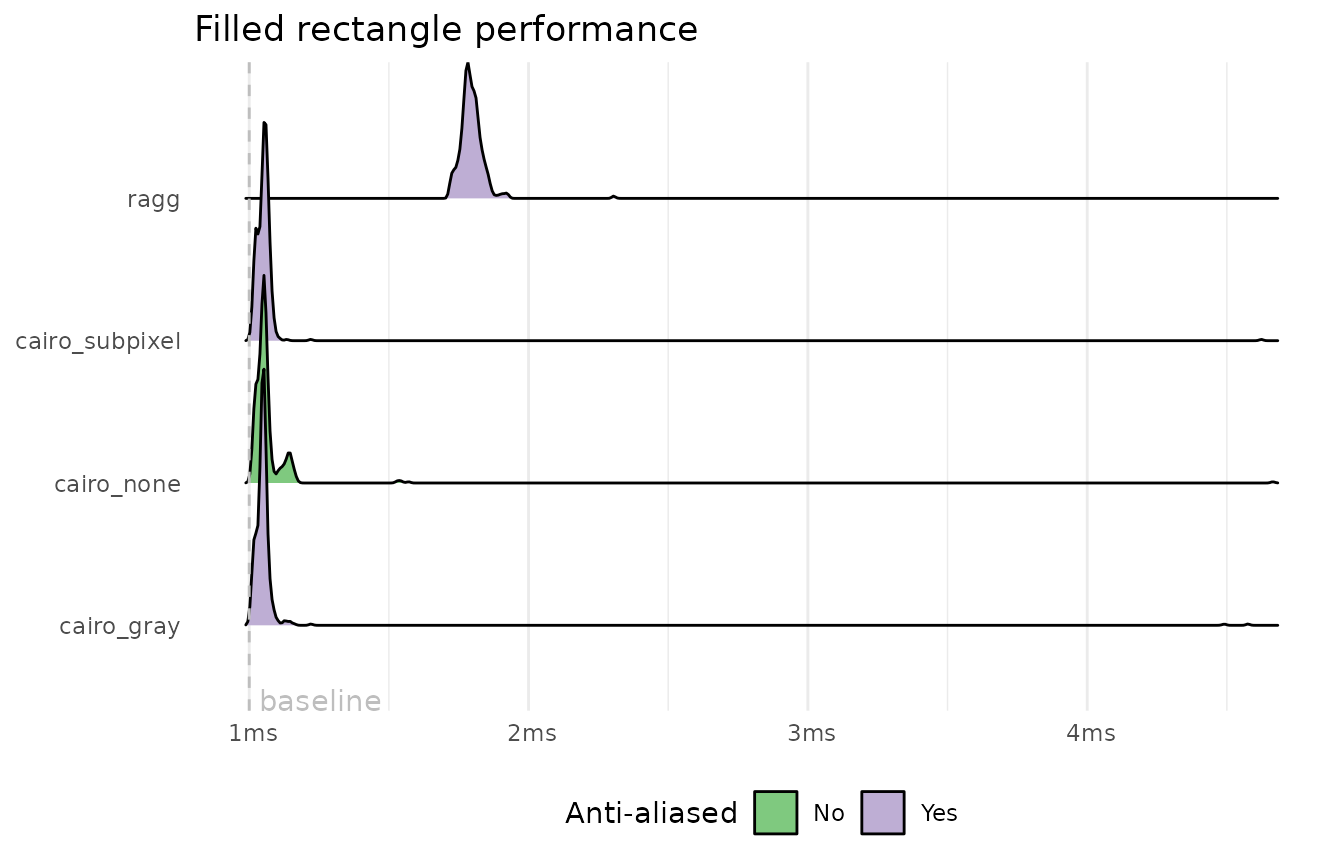 Filled rectangle performance
ragg
cairo_subpixel
cairo_none
cairo_gray
baseline
1ms 2ms 3ms 4ms
Anti-aliased No Yes